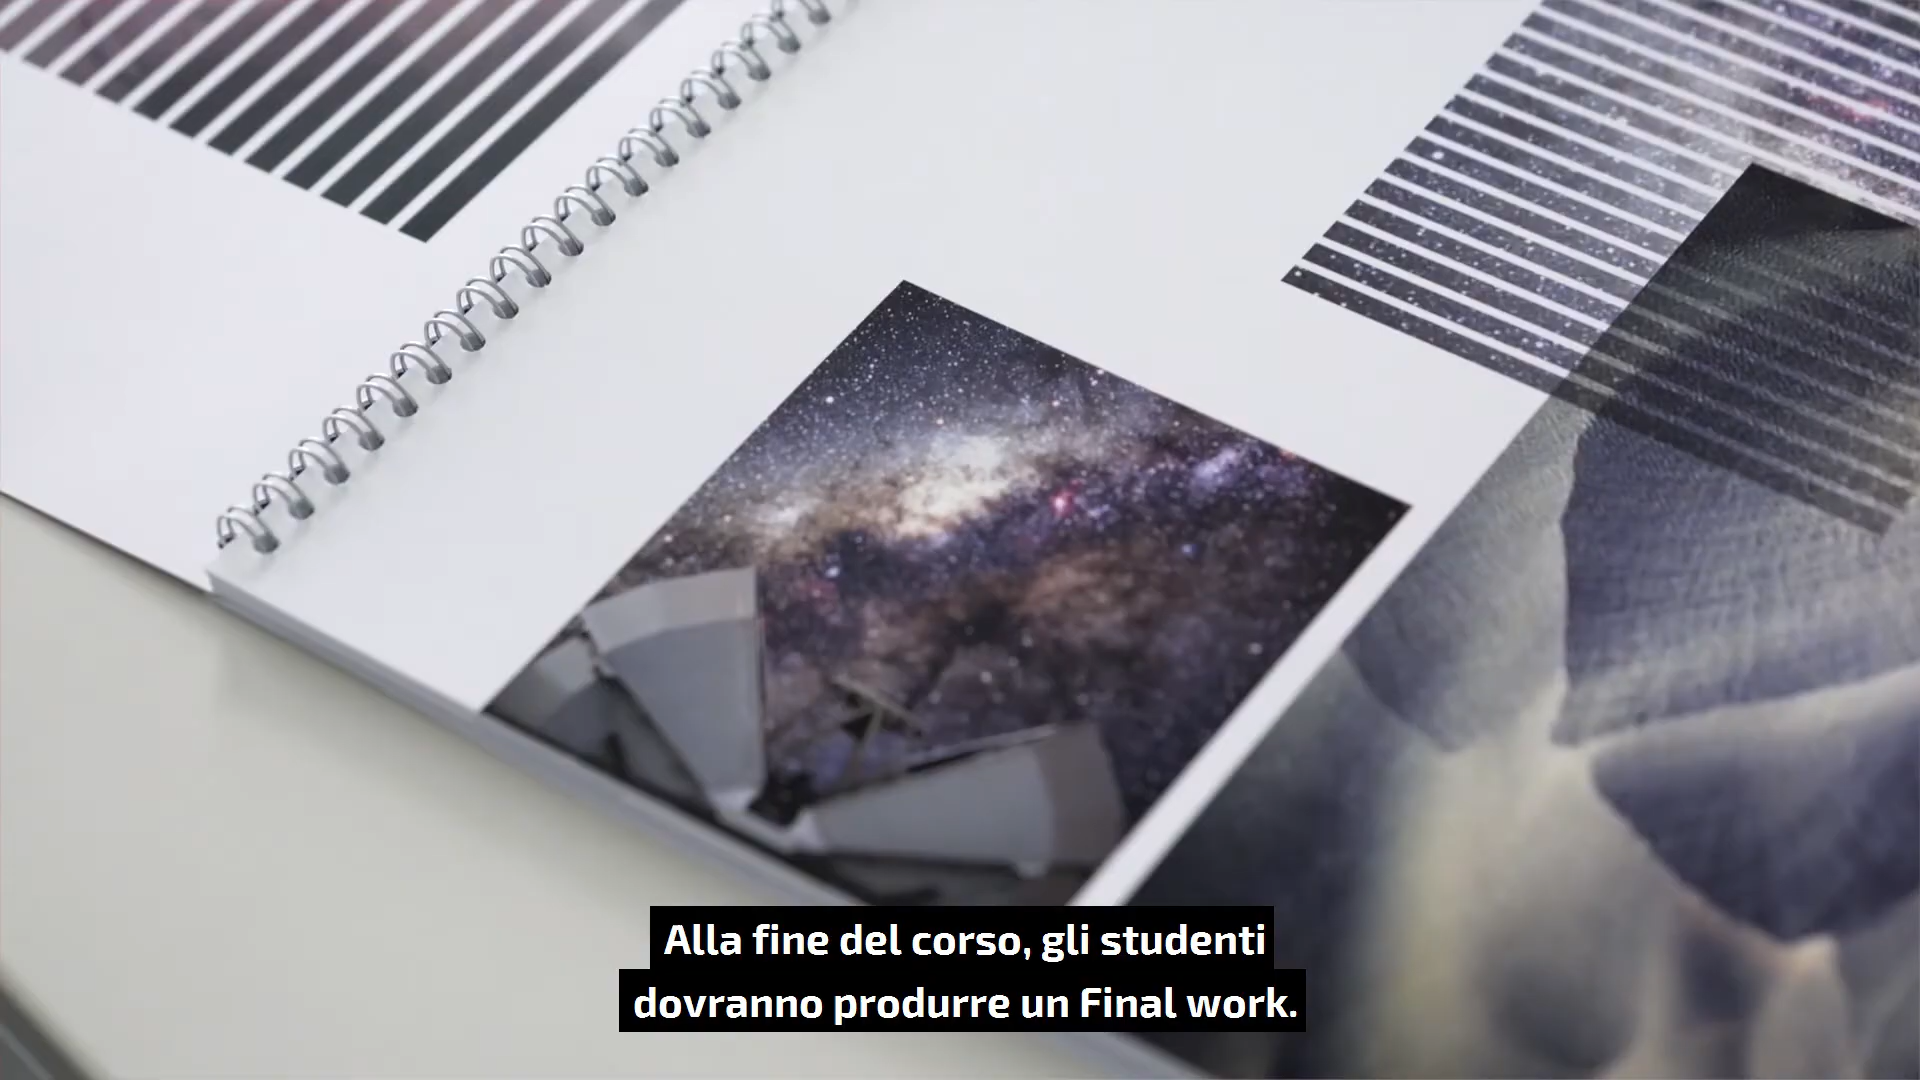 Alla fine del corso, gli studenti
dovranno produrre un Final work.